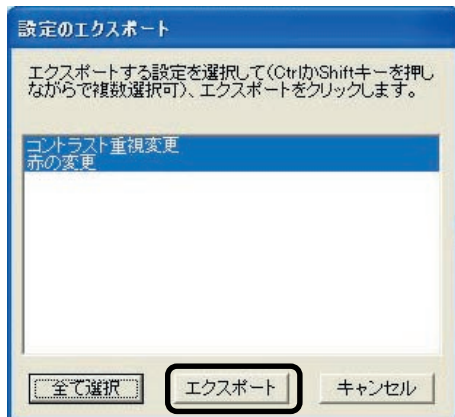 設定のエクスポート
エクスポートする設定を選択して(CtrlかShiftキーを押し
ながらで複数選択可)、エクスポートをクリックします。
コントラスト重視変更
赤の変更
全て選択 エクスポート キャンセル